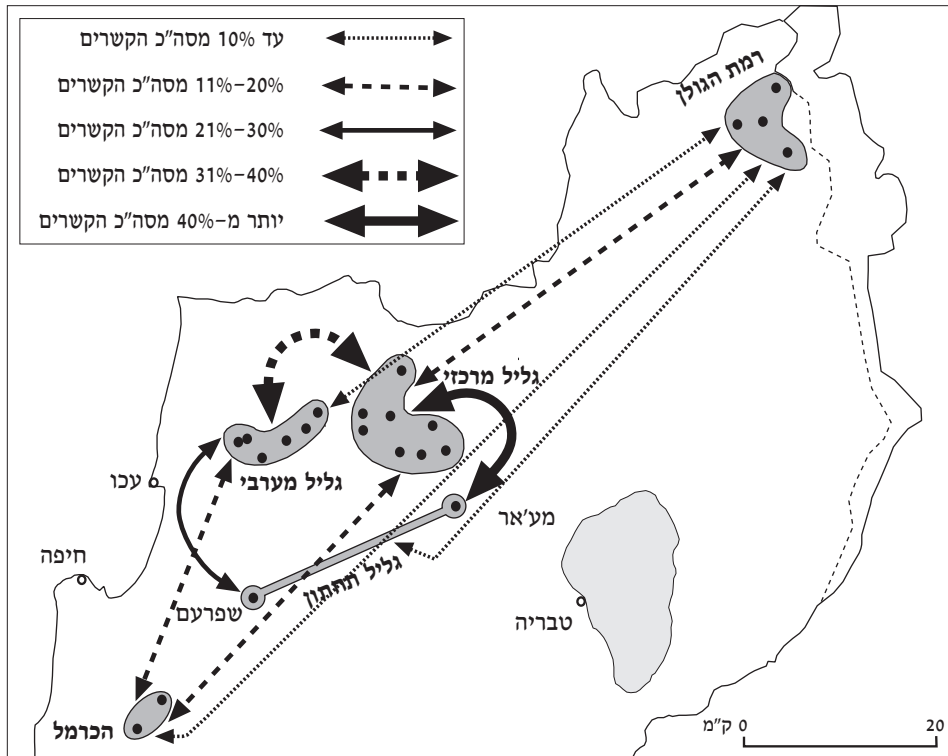 עד 10% מסה"כ הקשרים
11%–20% מסה"כ הקשרים
21%–30% מסה"כ הקשרים
31%–40% מסה"כ הקשרים
יותר מ–40% מסה"כ הקשרים
רמת הגולן
גליל מרכזי
גליל מערבי
עכו
מע'אר
גליל תחתון
חיפה
שפרעם
טבריה
הכרמל
0 ק"מ 20